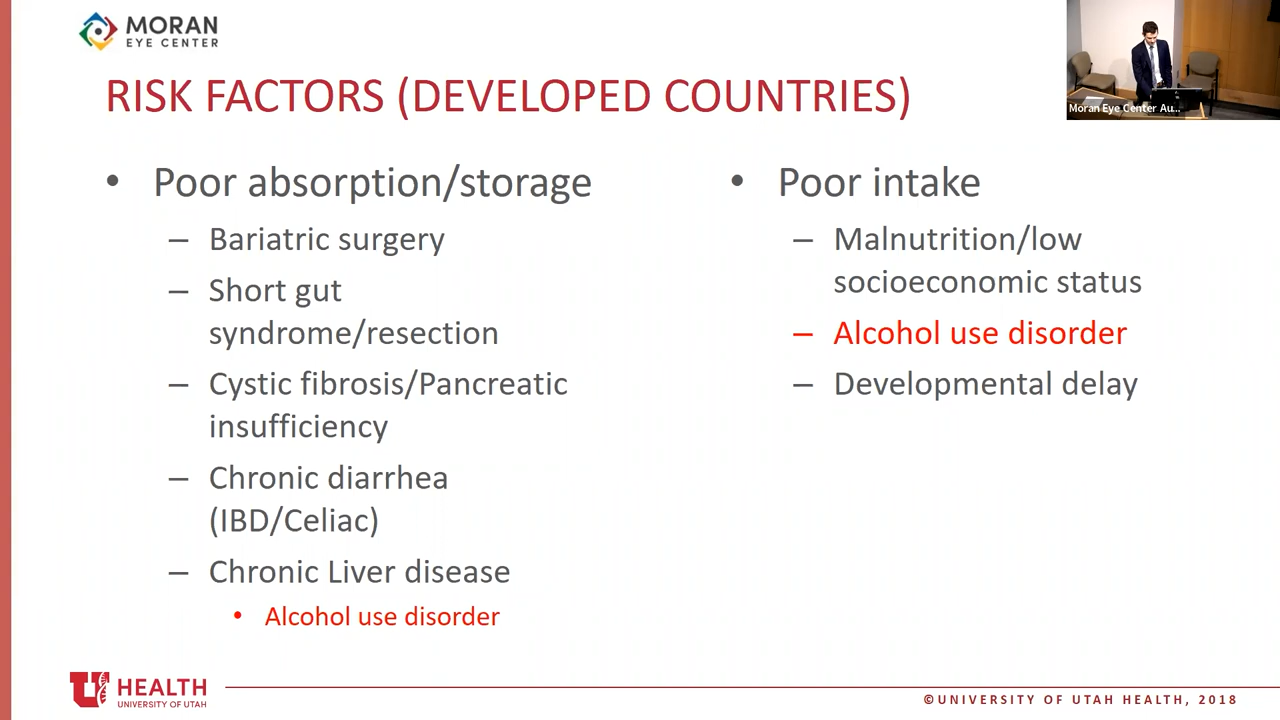 MORAN
EYE CENTER
RISK FACTORS (DEVELOPED COUNTRIES)
Moran Eye Center Au...
• Poor absorption/storage
– Bariatric surgery
– Short gut
syndrome/resection
– Cystic fibrosis/Pancreatic
insufficiency
– Chronic diarrhea
(IBD/Celiac)
– Chronic Liver disease
• Alcohol use disorder
• Poor intake
– Malnutrition/low
socioeconomic status
– Alcohol use disorder
– Developmental delay
U HEALTH
UNIVERSITY OF UTAH
©UNIVERSITY OF UTAH HEALTH, 2018